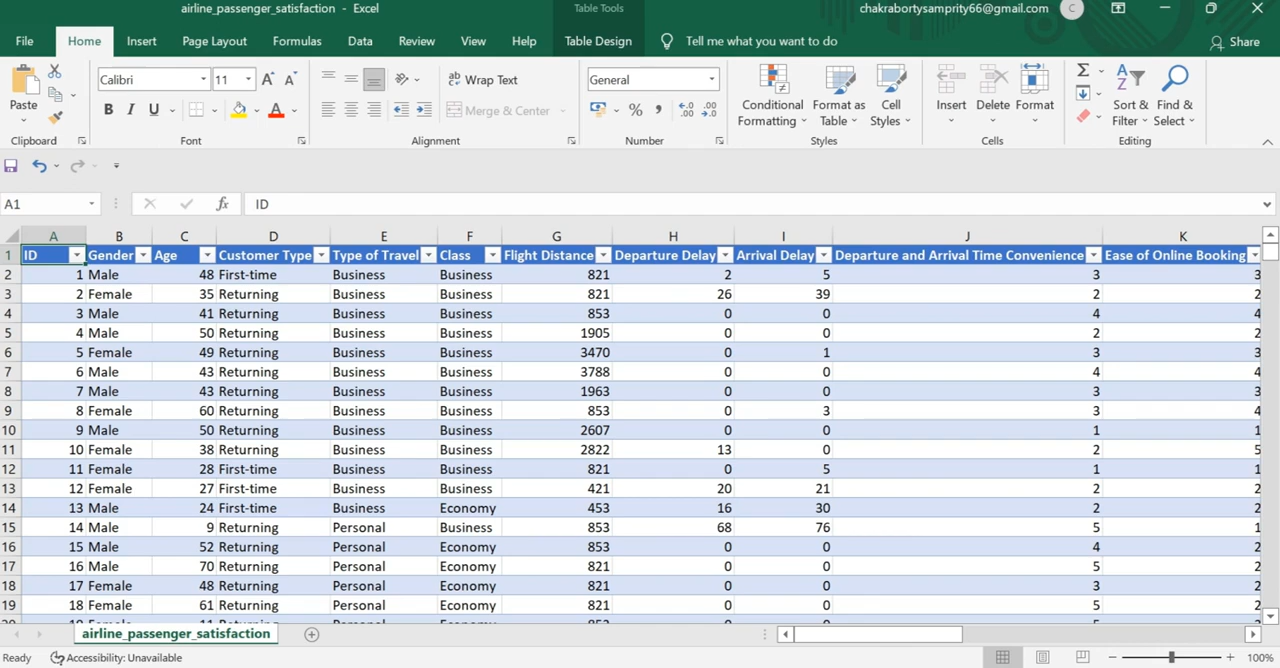 airline_passenger_satisfaction - Excel
Table Tools
chakrabortysamprity66@gmail.com
C
File Home Insert Page Layout Formulas Data Review View Help Table Design Tell me what you want to do Share
Calibri 11 A A ab Wrap Text General
Paste B I U A Merge & Center % , Conditional Formatting Format as Table Cell Styles Insert Delete Format Sort & Filter Find & Select
Clipboard Font Alignment Number Styles Cells Editing
A1 fx ID
A B C D E F G H I J K
1 ID Gender Age Customer Type Type of Travel Class Flight Distance Departure Delay Arrival Delay Departure and Arrival Time Convenience Ease of Online Booking
2 1 Male 48 First-time Business Business 821 2 5 3 3
3 2 Female 35 Returning Business Business 821 26 39 2 2
4 3 Male 41 Returning Business Business 853 0 0 4 4
5 4 Male 50 Returning Business Business 1905 0 0 2 2
6 5 Female 49 Returning Business Business 3470 0 1 3 3
7 6 Male 43 Returning Business Business 3788 0 0 4 4
8 7 Male 43 Returning Business Business 1963 0 0 3 3
9 8 Female 60 Returning Business Business 853 0 3 3 4
10 9 Male 50 Returning Business Business 2607 0 0 1 1
11 10 Female 38 Returning Business Business 2822 13 0 2 5
12 11 Female 28 First-time Business Business 821 0 5 1 1
13 12 Female 27 First-time Business Business 421 20 21 2 2
14 13 Male 24 First-time Business Economy 453 16 30 2 2
15 14 Male 9 Returning Personal Business 853 68 76 5 1
16 15 Male 52 Returning Personal Economy 853 0 0 4 2
17 16 Male 70 Returning Personal Economy 821 0 0 5 2
18 17 Female 48 Returning Personal Economy 821 0 0 3 2
19 18 Female 61 Returning Personal Economy 821 0 0 5 2
airline_passenger_satisfaction
Ready Accessibility: Unavailable 100%